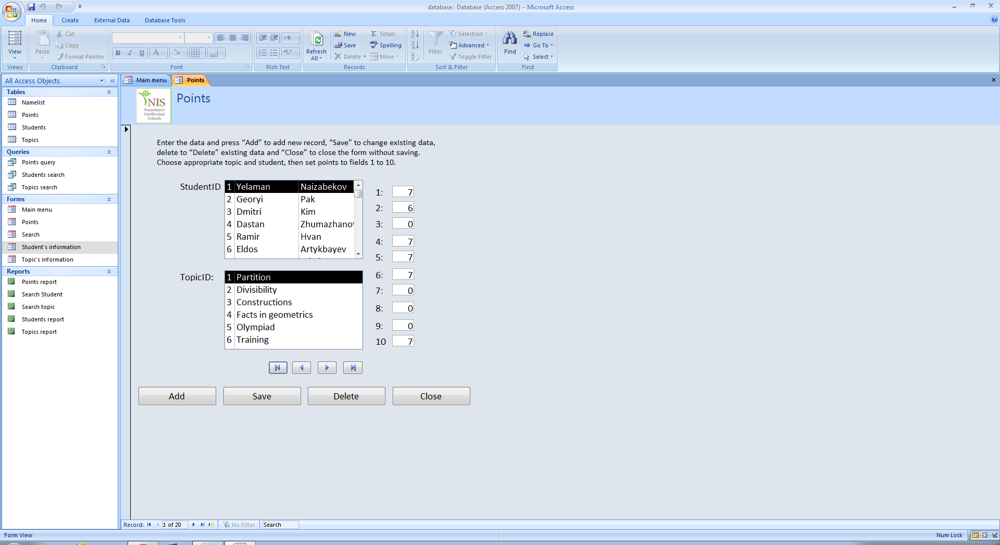 database : Database (Access 2007) - Microsoft Access
Home Create External Data Database Tools
View
Views
Paste
Cut
Copy
Format Painter
Clipboard
B I U A
Font
Rich Text
Refresh All
New
Save
Delete
Σ Totals
Spelling
More
Records
Filter
Selection
Advanced
Toggle Filter
Sort & Filter
Find
Replace
Go To
Select
Find
All Access Objects
Tables
Namelist
Points
Students
Topics
Queries
Points query
Students search
Topics search
Forms
Main menu
Points
Search
Student's information
Topic's information
Reports
Points report
Search Student
Search topic
Students report
Topics report
Main menu Points
NIS
Nazarbayev
Intellectual
Schools
Points
Enter the data and press “Add” to add new record, “Save” to change existing data,
delete to “Delete” existing data and “Close” to close the form without saving.
Choose appropriate topic and student, then set points to fields 1 to 10.
StudentID:
1 Yelaman Naizabekov
2 Georyi Pak
3 Dmitri Kim
4 Dastan Zhumazhanov
5 Ramir Hvan
6 Eldos Artykbayev
TopicID:
1 Partition
2 Divisibility
3 Constructions
4 Facts in geometrics
5 Olympiad
6 Training
1: 7
2: 6
3: 0
4: 7
5: 7
6: 7
7: 0
8: 0
9: 0
10 7
Add Save Delete Close
Record: 1 of 20 No Filter Search
Form View
Num Lock